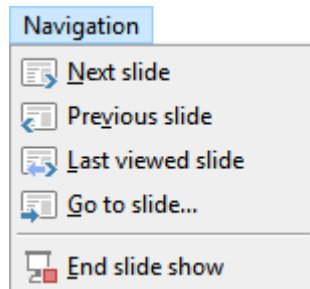 Navigation
Next slide
Previous slide
Last viewed slide
Go to slide...
End slide show